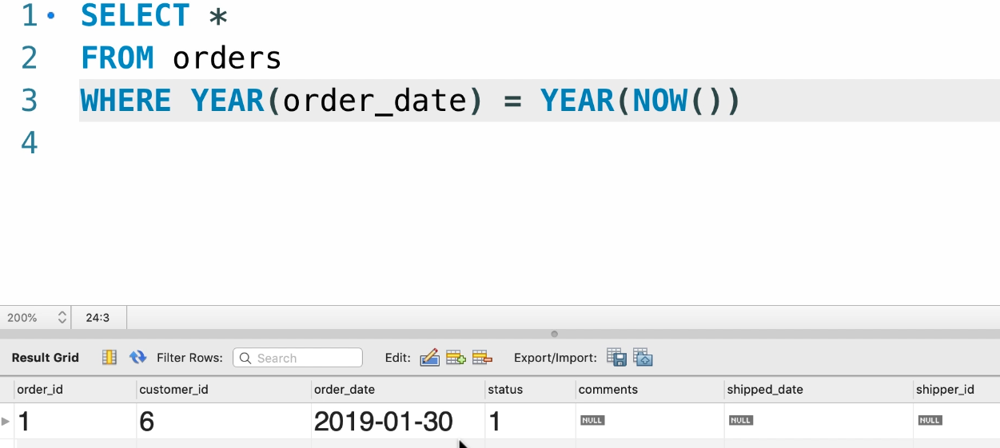 1 SELECT *
2 FROM orders
3 WHERE YEAR(order_date) = YEAR(NOW())
4
200% 24:3
Result Grid Filter Rows: Search Edit: Export/Import:
order_id customer_id order_date status comments shipped_date shipper_id
1 6 2019-01-30 1 NULL NULL NULL